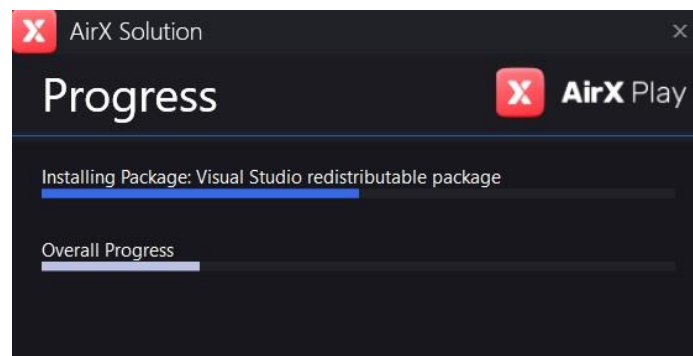 X AirX Solution
Progress
X AirX Play
Installing Package: Visual Studio redistributable package
Overall Progress